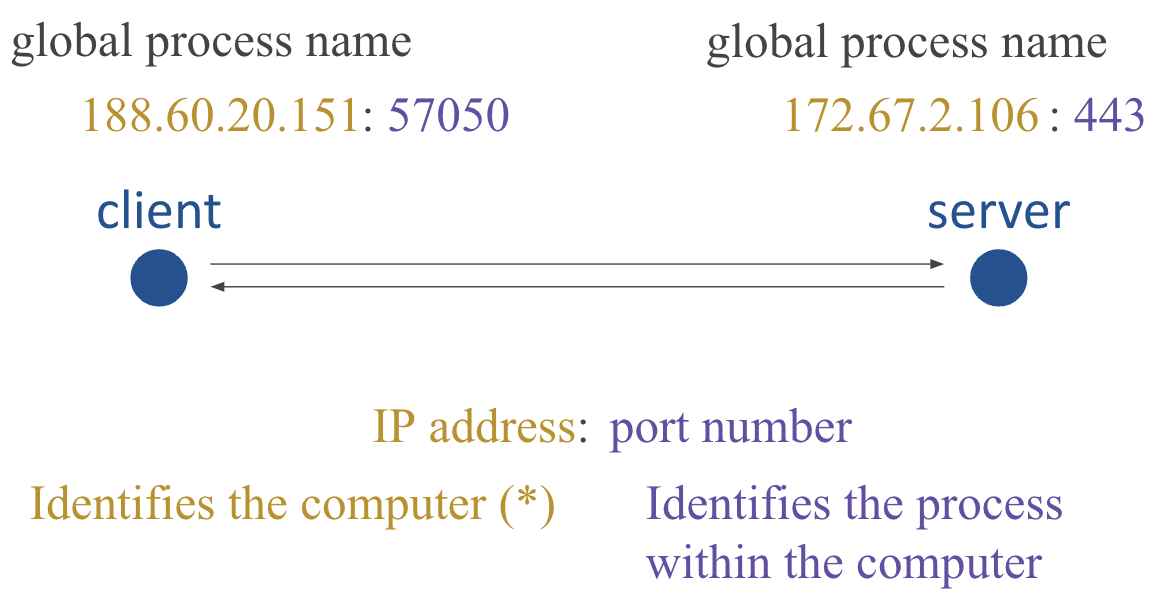 global process name
global process name
188.60.20.151: 57050
172.67.2.106 : 443
client
server
IP address: port number
Identifies the computer (*)
Identifies the process
within the computer